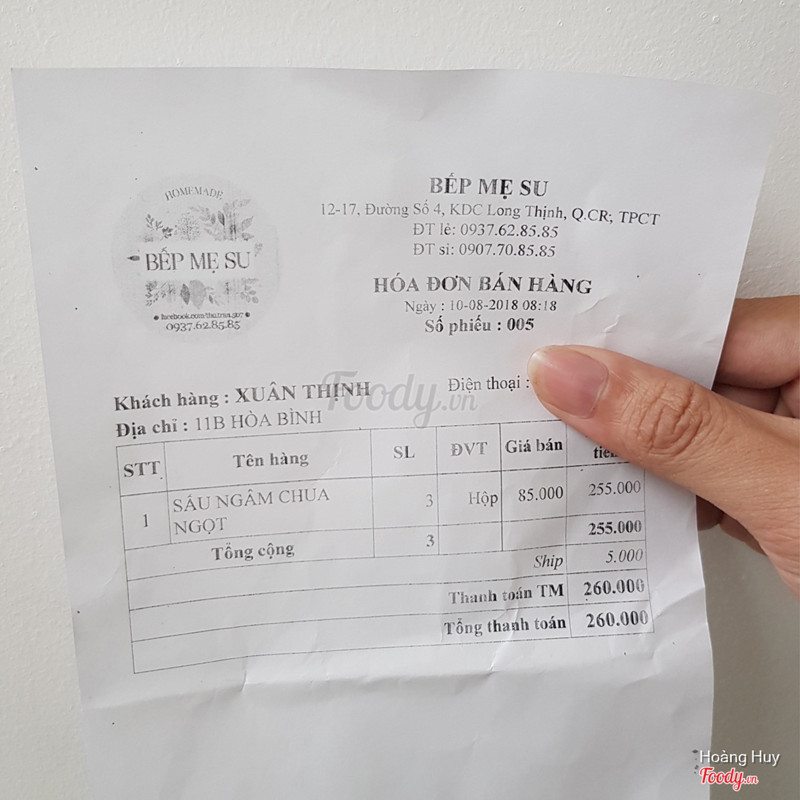 HOMEMADE
BẾP MẸ SU
0937.62.85.85
BẾP MẸ SU
12-17, Đường Số 4, KDC Long Thịnh, Q.CR; TPCT
ĐT lẻ: 0937.62.85.85
ĐT sỉ: 0907.70.85.85
HÓA ĐƠN BÁN HÀNG
Ngày : 10-08-2018 08:18
Số phiếu : 005
Khách hàng : XUÂN THỊNH Điện thoại :
Địa chỉ : 11B HÒA BÌNH
Foody.vn
STT Tên hàng SL ĐVT Giá bán
1 SẤU NGÂM CHUA NGỌT 3 Hộp 85.000 255.000
Tổng cộng 3 255.000
Ship 5.000
Thanh toán TM 260.000
Tổng thanh toán 260.000
Hoàng Huy
Foody.vn